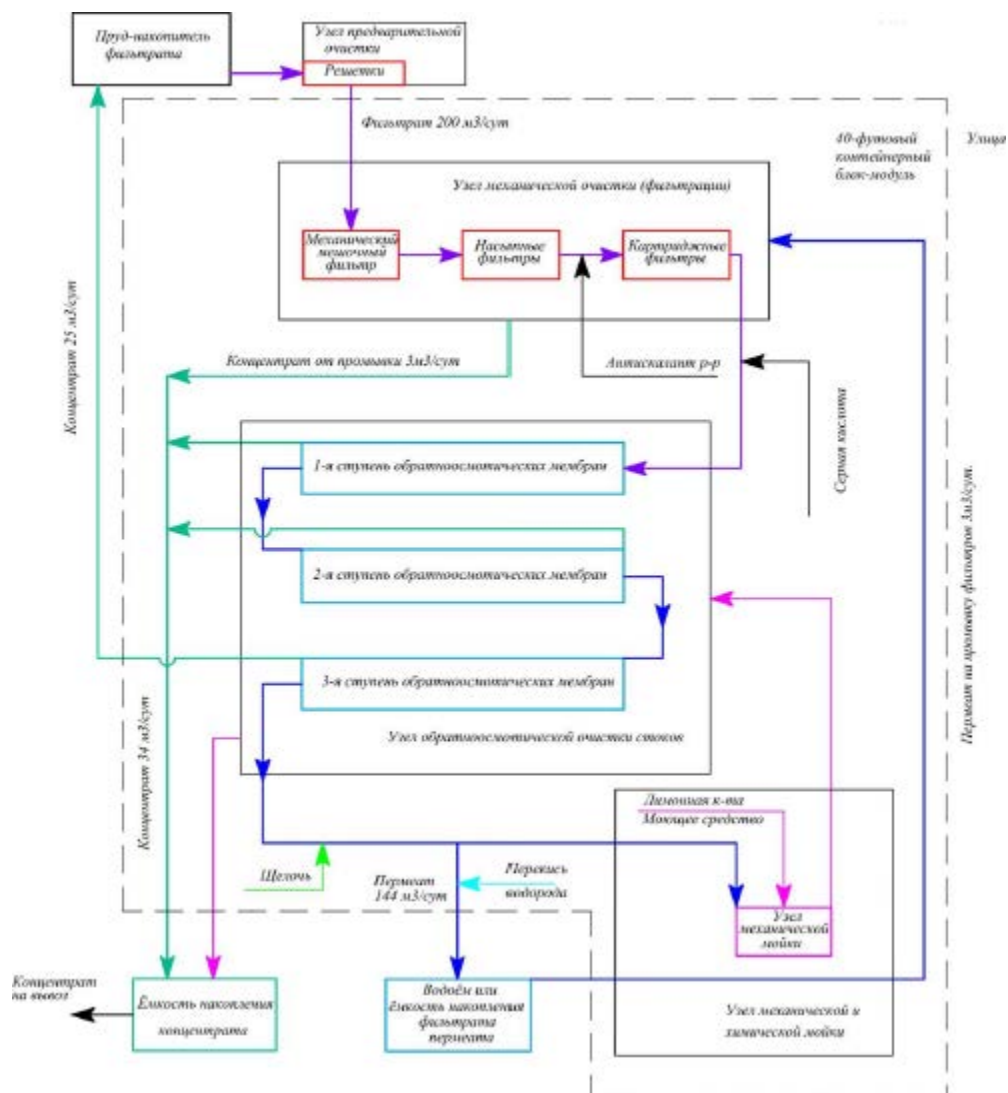 Пруд-накопитель
фильтрата
Узел предварительной
очистки
Решетки
Фильтрат 200 м3/сут
40-футовый
контейнерный
блок-модуль
Улица
Узел механической очистки (фильтрации)
Механический
мешочный
фильтр
Насыпные
фильтры
Картриджные
фильтры
Концентрат 25 м3/сут
Концентрат от промывки 3м3/сут
Антискалант р-р
Серная кислота
Пермеат на промывку фильтров 3м3/сут.
1-я ступень обратноосмотических мембран
2-я ступень обратноосмотических мембран
3-я ступень обратноосмотических мембран
Узел обратноосмотической очистки стоков
Концентрат 34 м3/сут
Лимонная к-та
Моющее средство
Щелочь
Пермеат
144 м3/сут
Перекись
водорода
Узел
механической
мойки
Концентрат
на вывоз
Ёмкость накопления
концентрата
Водоём или
ёмкость накопления
фильтрата
пермеата
Узел механической и
химической мойки